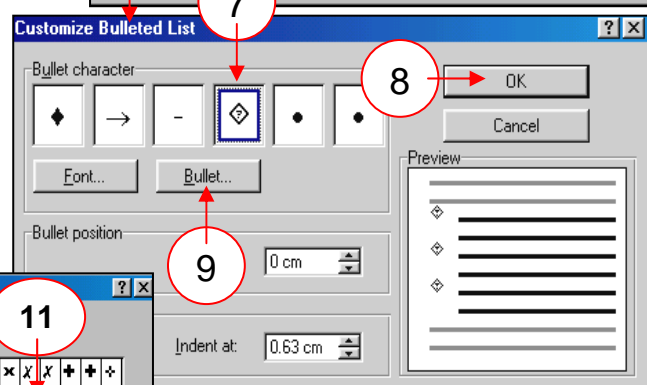 7
Customize Bulleted List
Bullet character
8
OK
Cancel
Font...
Bullet...
Preview
Bullet position
9
0 cm
11
Indent at:
0.63 cm